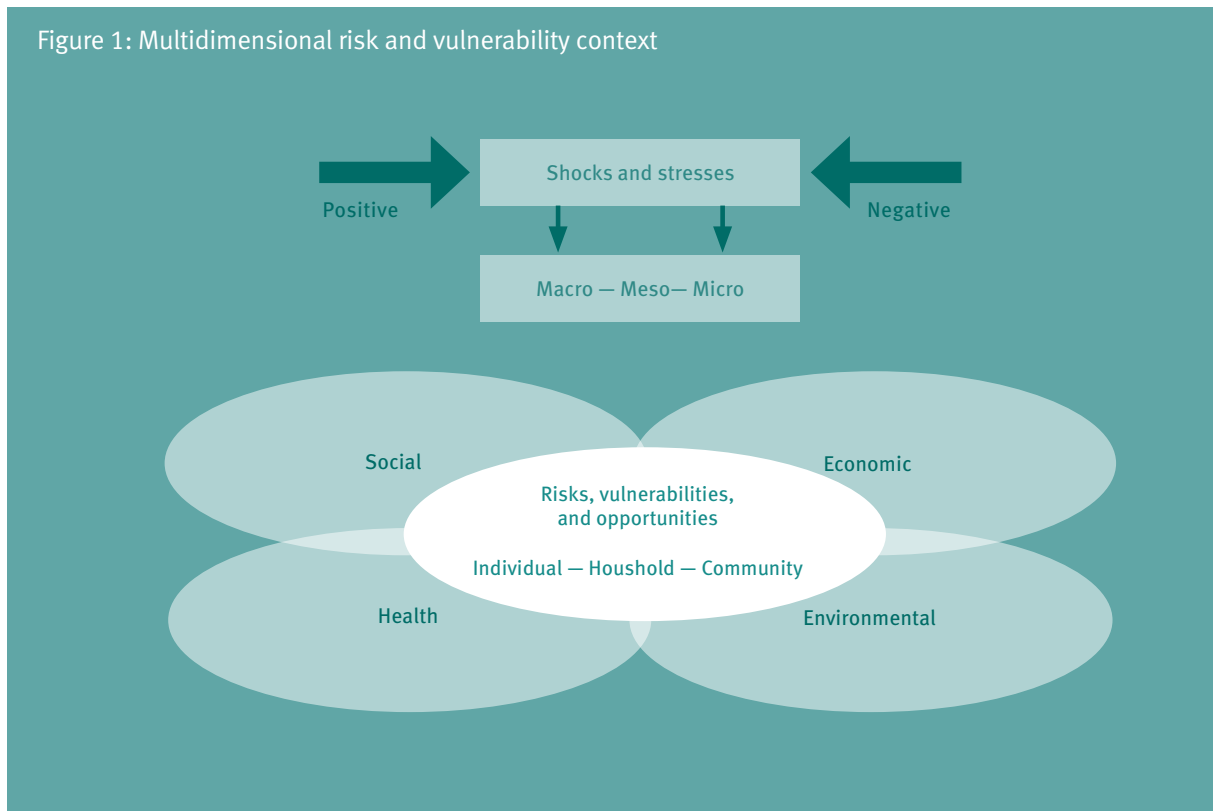 Figure 1: Multidimensional risk and vulnerability context
Shocks and stresses
Positive
Negative
Macro — Meso— Micro
Social
Economic
Risks, vulnerabilities,
and opportunities
Individual — Houshold — Community
Health
Environmental